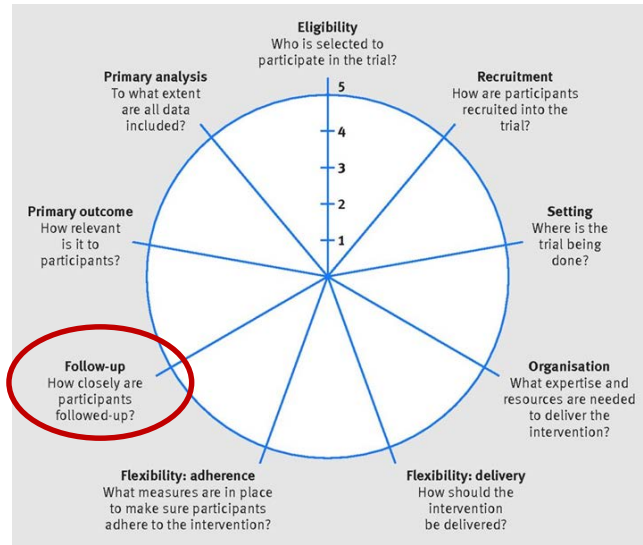 Eligibility
Who is selected to
participate in the trial?
Primary analysis
To what extent
are all data
included?
Recruitment
How are participants
recruited into the
trial?
5
4
3
2
1
Primary outcome
How relevant
is it to
participants?
Setting
Where is the
trial being
done?
Follow-up
How closely are
participants
followed-up?
Organisation
What expertise and
resources are needed
to deliver the
intervention?
Flexibility: adherence
What measures are in place
to make sure participants
adhere to the intervention?
Flexibility: delivery
How should the
intervention
be delivered?